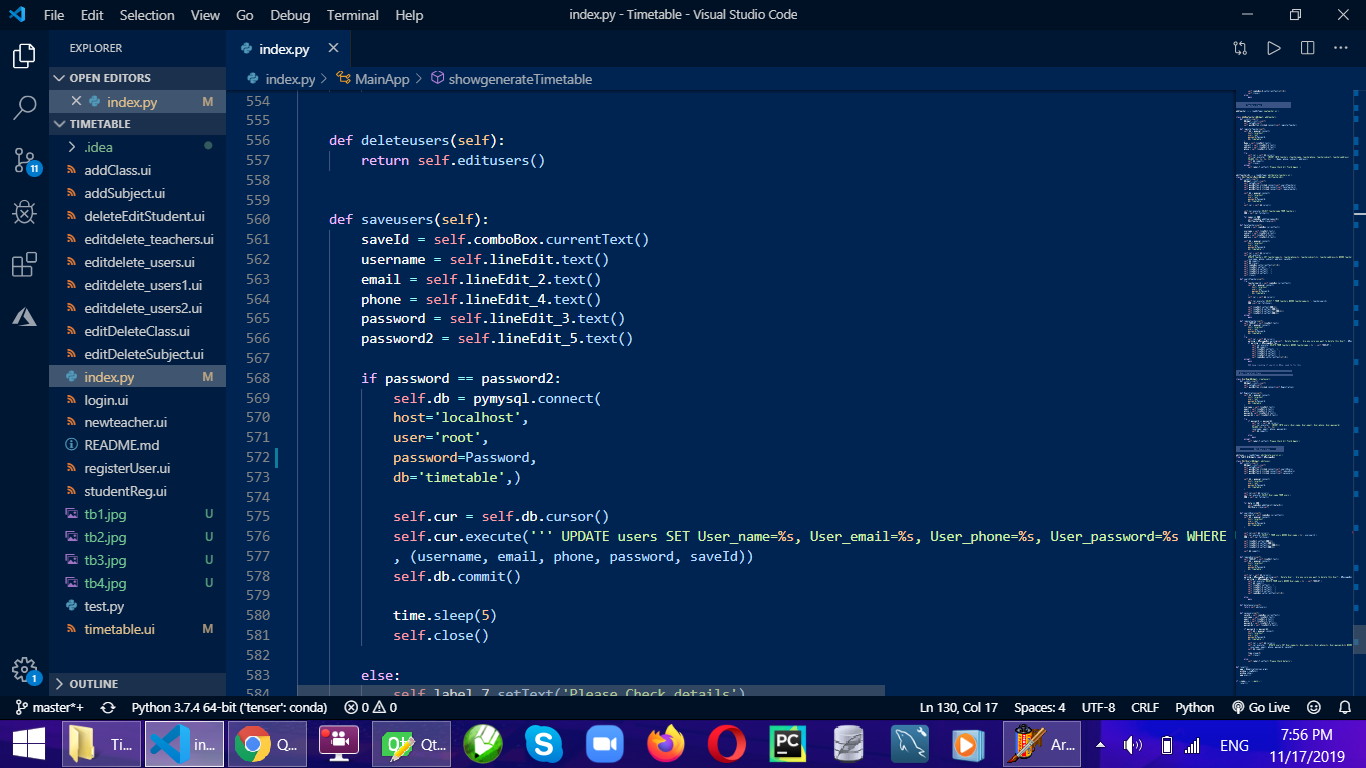 File Edit Selection View Go Debug Terminal Help
index.py - Timetable - Visual Studio Code
EXPLORER
OPEN EDITORS
index.py M
TIMETABLE
.idea
addClass.ui
addSubject.ui
deleteEditStudent.ui
editdelete_teachers.ui
editdelete_users.ui
editdelete_users1.ui
editdelete_users2.ui
editDeleteClass.ui
editDeleteSubject.ui
index.py M
login.ui
newteacher.ui
README.md
registerUser.ui
studentReg.ui
tb1.jpg U
tb2.jpg U
tb3.jpg U
tb4.jpg U
test.py
timetable.ui M
OUTLINE
11
1
index.py
index.py > MainApp > showgenerateTimetable
554
555
556 def deleteusers(self):
557 return self.editusers()
558
559
560 def saveusers(self):
561 saveId = self.comboBox.currentText()
562 username = self.lineEdit.text()
563 email = self.lineEdit_2.text()
564 phone = self.lineEdit_4.text()
565 password = self.lineEdit_3.text()
566 password2 = self.lineEdit_5.text()
567
568 if password == password2:
569 self.db = pymysql.connect(
570 host='localhost',
571 user='root',
572 password=Password,
573 db='timetable',)
574
575 self.cur = self.db.cursor()
576 self.cur.execute(''' UPDATE users SET User_name=%s, User_email=%s, User_phone=%s, User_password=%s WHERE
577 , (username, email, phone, password, saveId))
578 self.db.commit()
579
580 time.sleep(5)
581 self.close()
582
583 else:
584 self.label_7.setText('Please Check details')
master*+ Python 3.7.4 64-bit ('tenser': conda) 0 0 Ln 130, Col 17 Spaces: 4 UTF-8 CRLF Python Go Live
Ti... in... Q... Qt... PC Ar... ENG 7:56 PM
11/17/2019